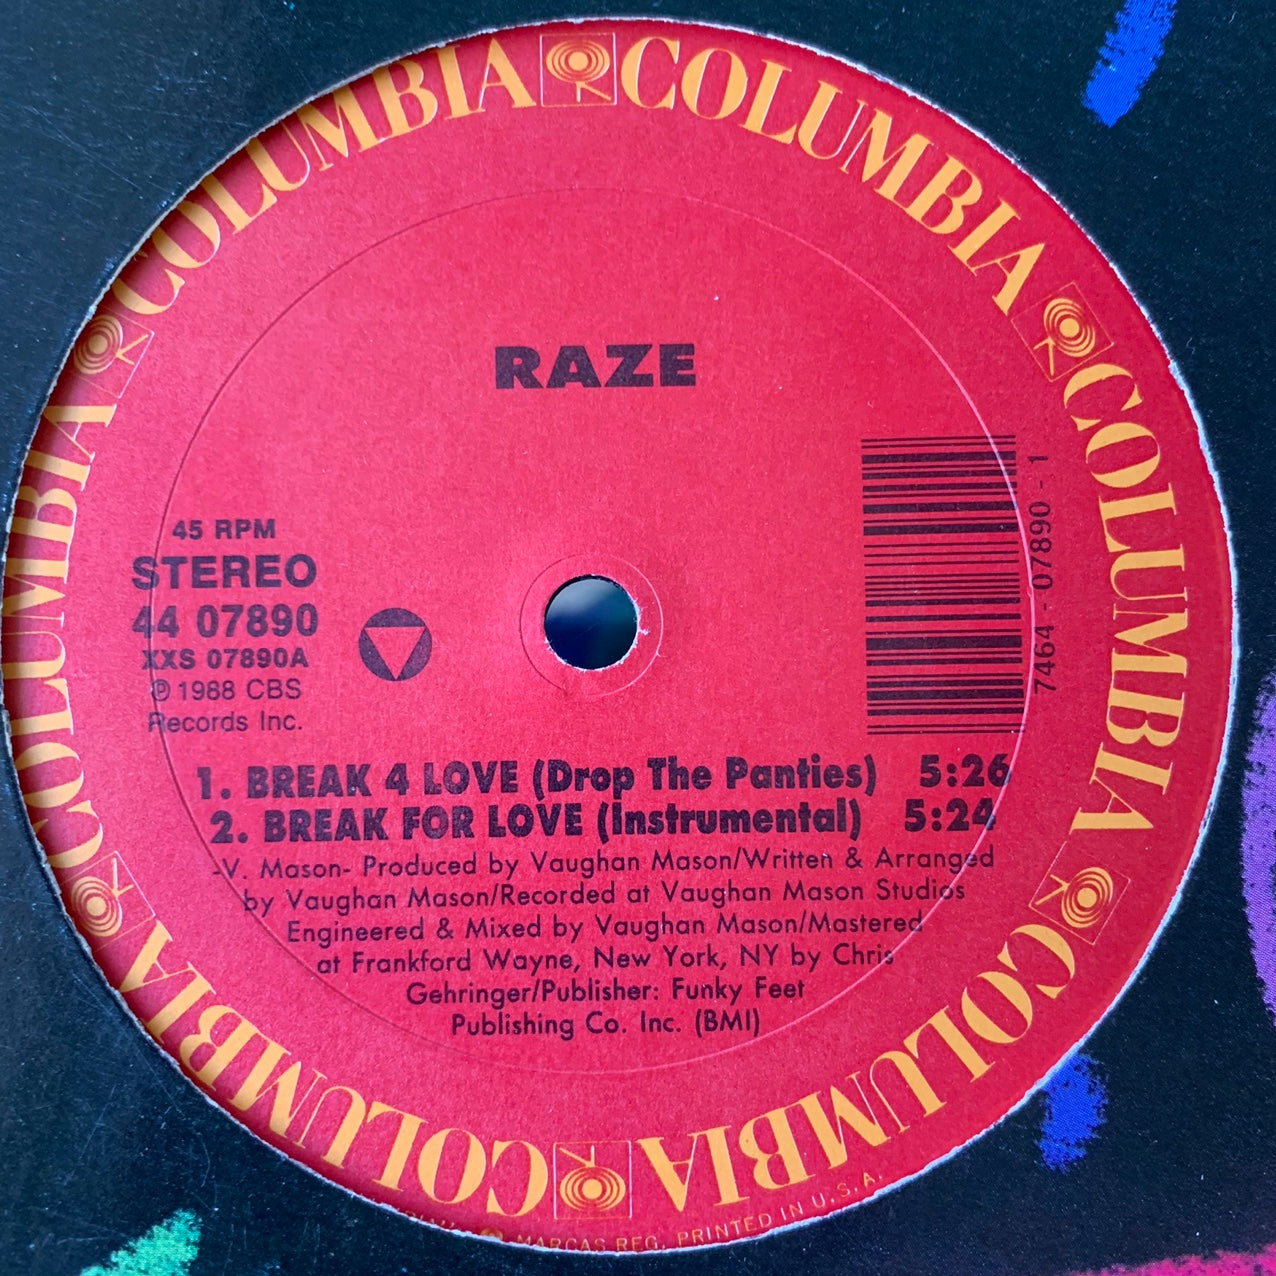 COLUMBIA
COLUMBIA
COLUMBIA
COLUMBIA
COLUMBIA
COLUMBIA
COLUMBIA
COLUMBIA
RAZE
45 RPM
STEREO
44 07890
XXS 07890A
℗ 1988 CBS
Records Inc.
7464 - 07890 - 1
1. BREAK 4 LOVE (Drop The Panties) 5:26
2. BREAK FOR LOVE (Instrumental) 5:24
-V. Mason- Produced by Vaughan Mason/Written & Arranged
by Vaughan Mason/Recorded at Vaughan Mason Studios
Engineered & Mixed by Vaughan Mason/Mastered
at Frankford Wayne, New York, NY by Chris
Gehringer/Publisher: Funky Feet
Publishing Co. Inc. (BMI)
MARCAS REG. PRINTED IN U.S.A.